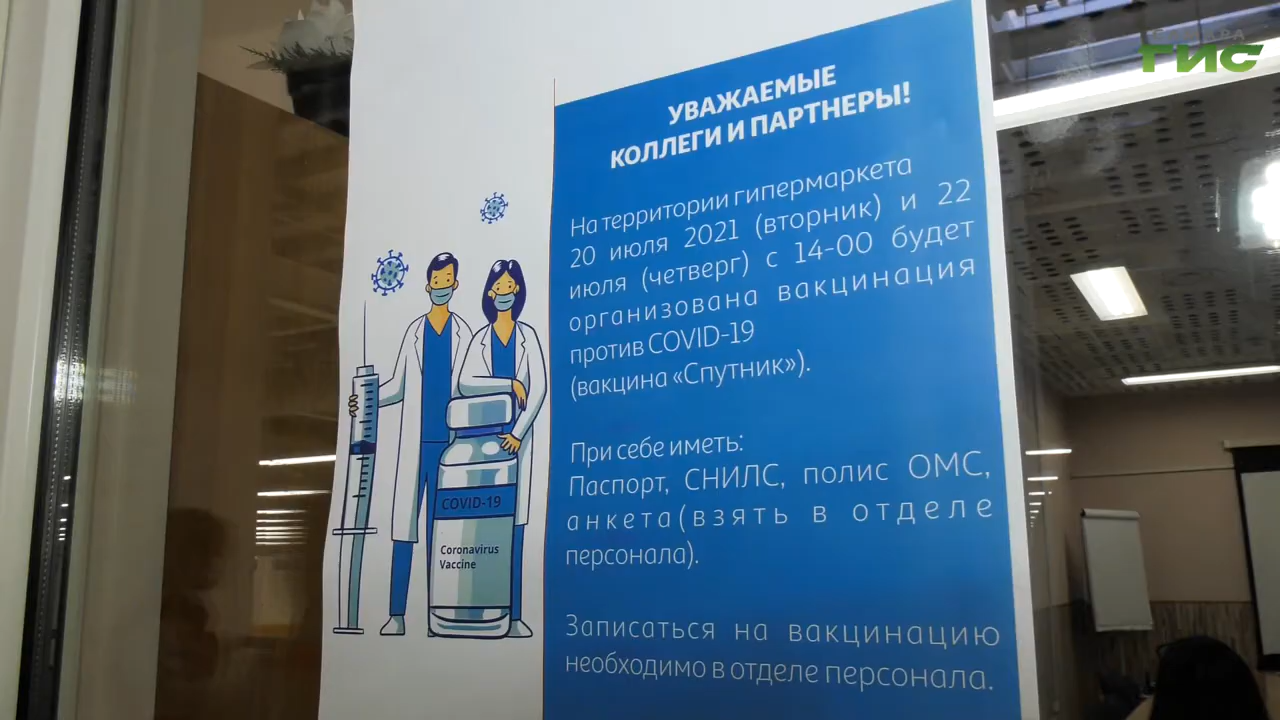 САМАРА
ГИС
УВАЖАЕМЫЕ
КОЛЛЕГИ И ПАРТНЕРЫ!
На территории гипермаркета
20 июля 2021 (вторник) и 22
июля (четверг) с 14-00 будет
организована вакцинация
против COVID-19
(вакцина «Спутник»).
При себе иметь:
Паспорт, СНИЛС, полис ОМС,
анкета(взять в отделе
персонала).
Записаться на вакцинацию
необходимо в отделе персонала.
COVID-19
Coronavirus
Vaccine